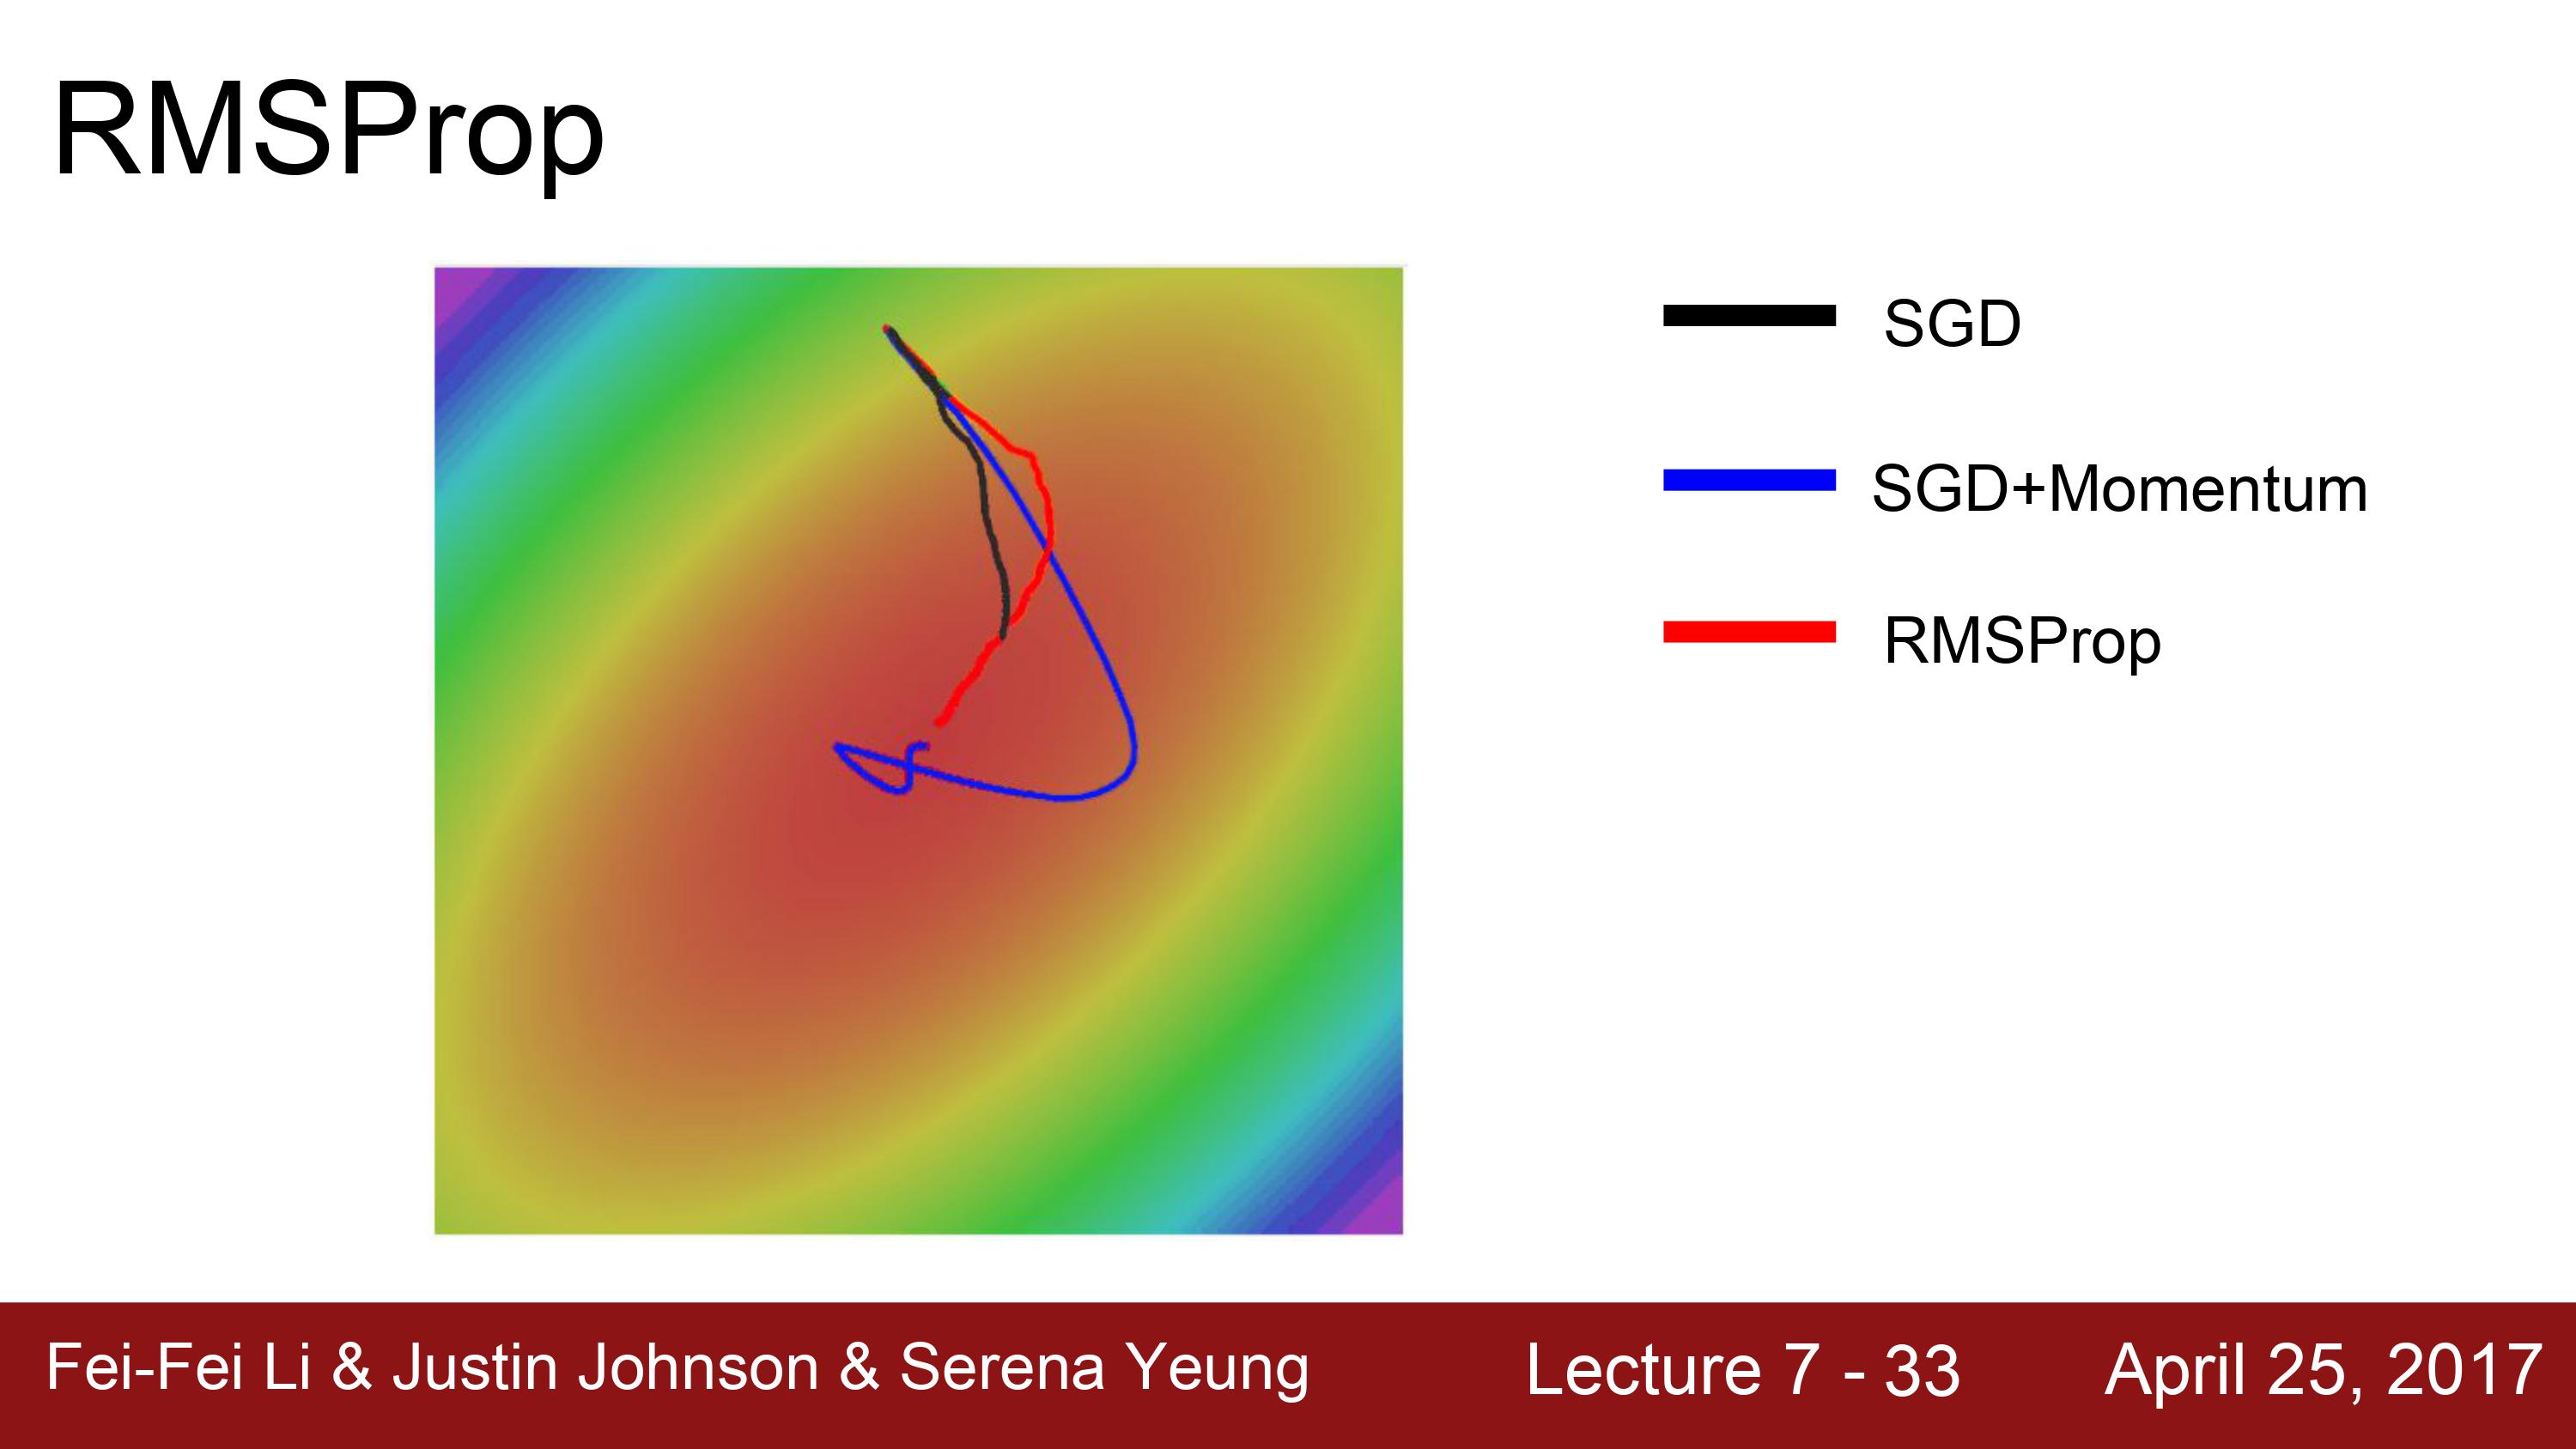 RMSProp
SGD
SGD+Momentum
RMSProp
Fei-Fei Li & Justin Johnson & Serena Yeung
Lecture 7 - 33
April 25, 2017